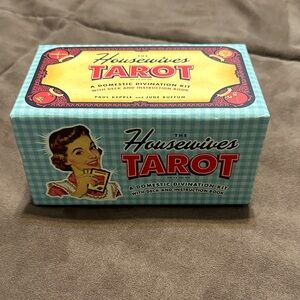 THE
Housewives
TAROT
A DOMESTIC DIVINATION KIT
WITH DECK AND INSTRUCTION BOOK
PAUL KEPPLE AND JUDE BUFFUM
THE
Housewives
TAROT
A DOMESTIC DIVINATION KIT
WITH DECK AND INSTRUCTION BOOK